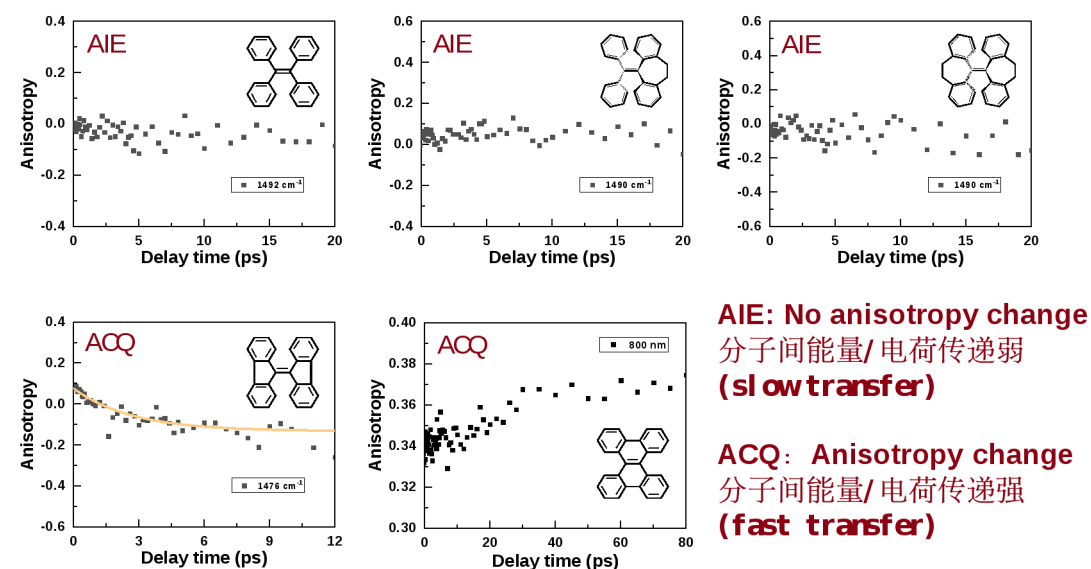 AIE
0.4
0.2
0.0
-0.2
-0.4
Anisotropy
1492 cm-1
0 5 10 15 20
Delay time (ps)
AIE
0.6
0.4
0.2
0.0
-0.2
-0.4
Anisotropy
1490 cm-1
0 5 10 15 20
Delay time (ps)
AIE
0.6
0.4
0.2
0.0
-0.2
-0.4
-0.6
Anisotropy
1490 cm-1
0 5 10 15 20
Delay time (ps)
ACQ
0.4
0.2
0.0
-0.2
-0.4
-0.6
Anisotropy
1476 cm-1
0 3 6 9 12
Delay time (ps)
ACQ
0.40
0.38
0.36
0.34
0.32
0.30
Anisotropy
800 nm
0 20 40 60 80
Delay time (ps)
AIE: No anisotropy change
分子间能量/电荷传递弱
(slow transfer)
ACQ： Anisotropy change
分子间能量/电荷传递强
(fast transfer)